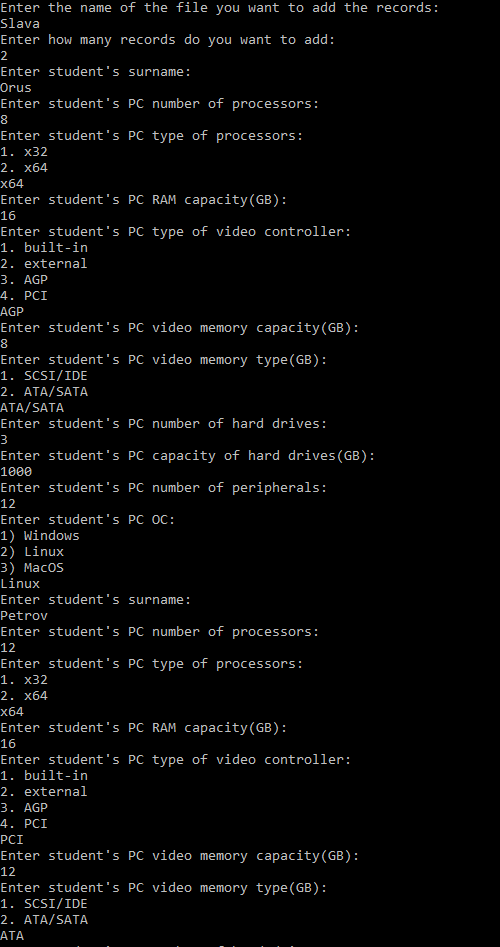 Enter the name of the file you want to add the records:
Slava
Enter how many records do you want to add:
2
Enter student's surname:
Orus
Enter student's PC number of processors:
8
Enter student's PC type of processors:
1. x32
2. x64
x64
Enter student's PC RAM capacity(GB):
16
Enter student's PC type of video controller:
1. built-in
2. external
3. AGP
4. PCI
AGP
Enter student's PC video memory capacity(GB):
8
Enter student's PC video memory type(GB):
1. SCSI/IDE
2. ATA/SATA
ATA/SATA
Enter student's PC number of hard drives:
3
Enter student's PC capacity of hard drives(GB):
1000
Enter student's PC number of peripherals:
12
Enter student's PC OC:
1) Windows
2) Linux
3) MacOS
Linux
Enter student's surname:
Petrov
Enter student's PC number of processors:
12
Enter student's PC type of processors:
1. x32
2. x64
x64
Enter student's PC RAM capacity(GB):
16
Enter student's PC type of video controller:
1. built-in
2. external
3. AGP
4. PCI
PCI
Enter student's PC video memory capacity(GB):
12
Enter student's PC video memory type(GB):
1. SCSI/IDE
2. ATA/SATA
ATA